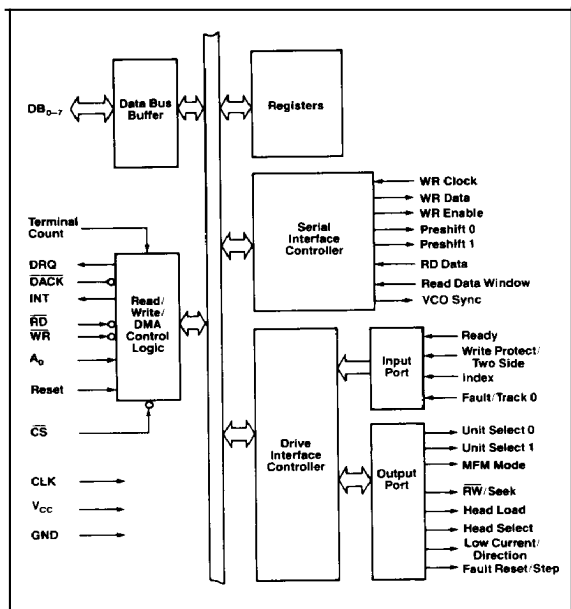 DB0-7
Data Bus
Buffer
Registers
Serial
Interface
Controller
WR Clock
WR Data
WR Enable
Preshift 0
Preshift 1
RD Data
Read Data Window
VCO Sync
Terminal
Count
DRQ
DACK
INT
RD
WR
A0
Reset
CS
Read/
Write/
DMA
Control
Logic
CLK
VCC
GND
Drive
Interface
Controller
Input
Port
Ready
Write Protect/
Two Side
Index
Fault/Track 0
Output
Port
Unit Select 0
Unit Select 1
MFM Mode
RW/Seek
Head Load
Head Select
Low Current/
Direction
Fault Reset/Step